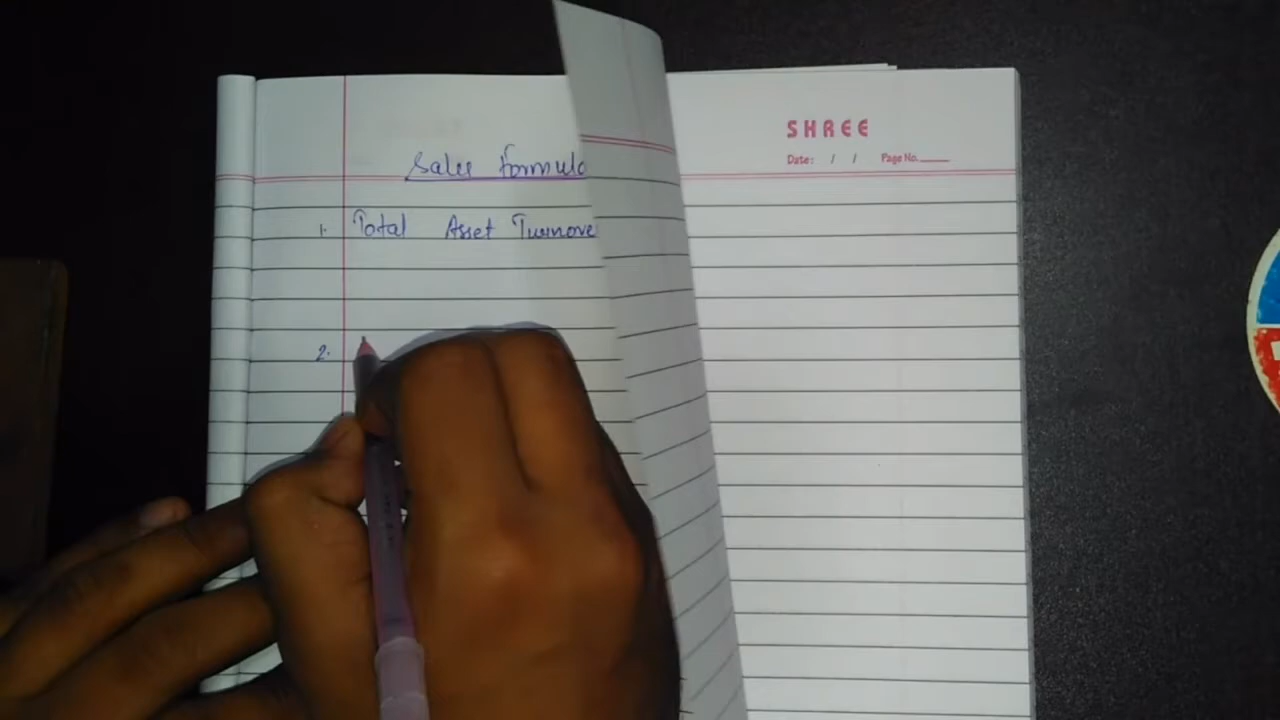 SHREE
Date: / / Page No.
Sales Formula
1. Total Asset Turnove
2.